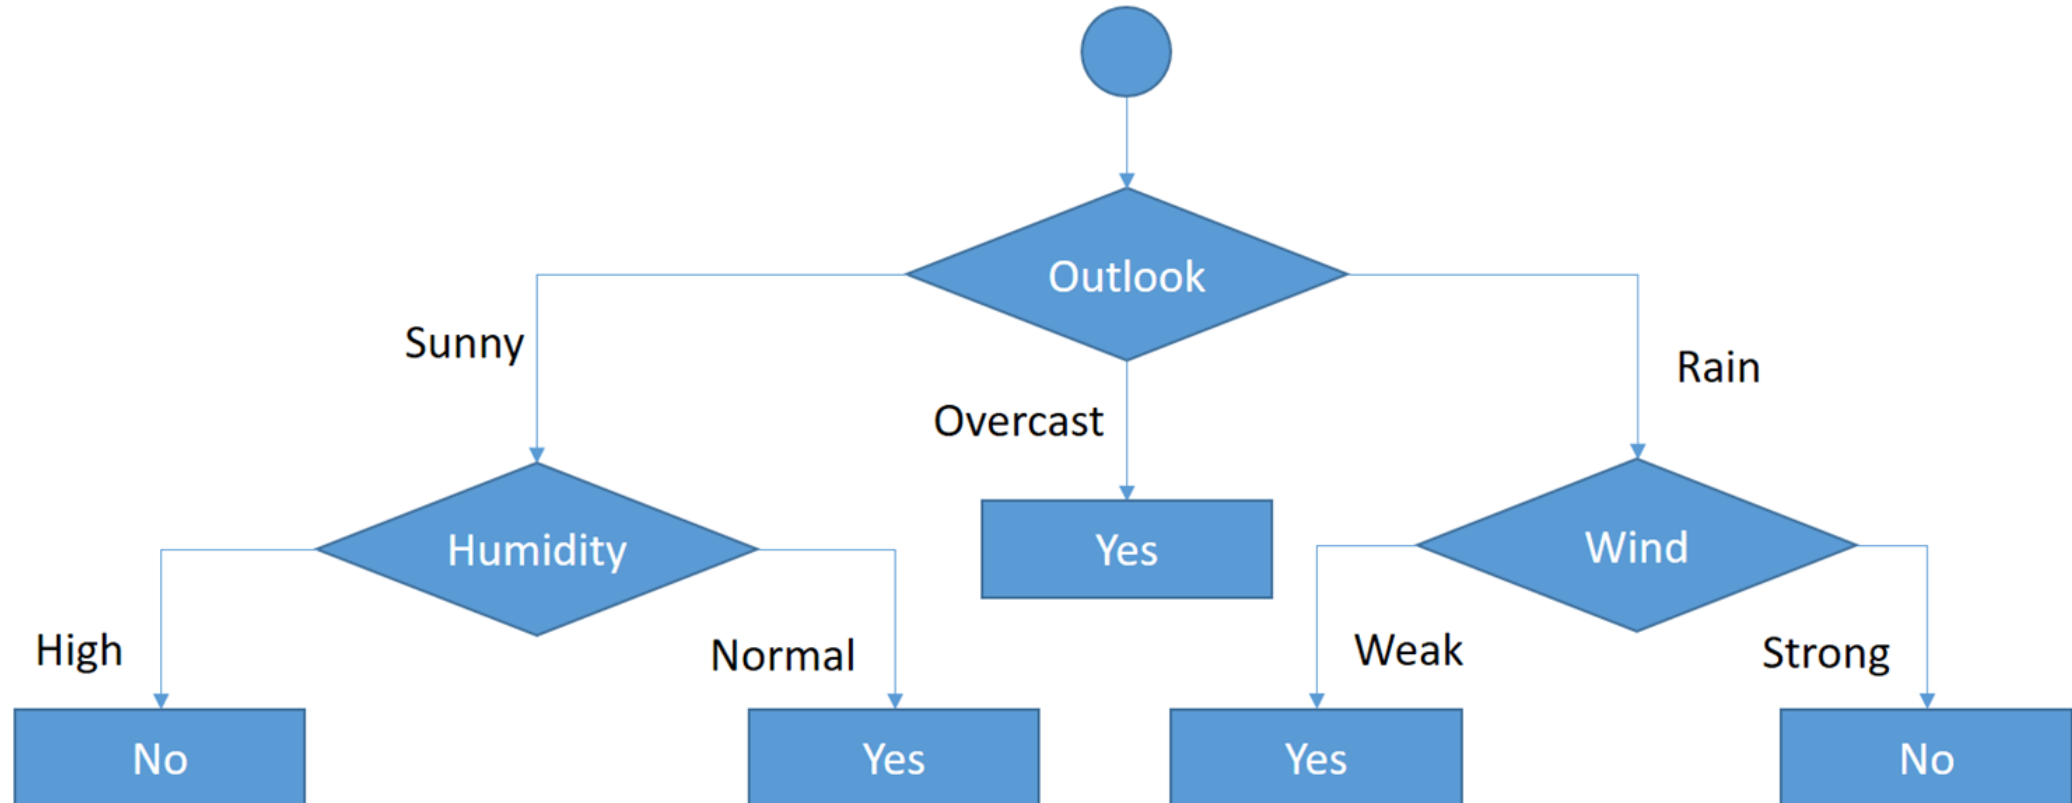 Outlook
Sunny
Rain
Overcast
Humidity
Yes
Wind
High
Normal
Weak
Strong
No
Yes
Yes
No